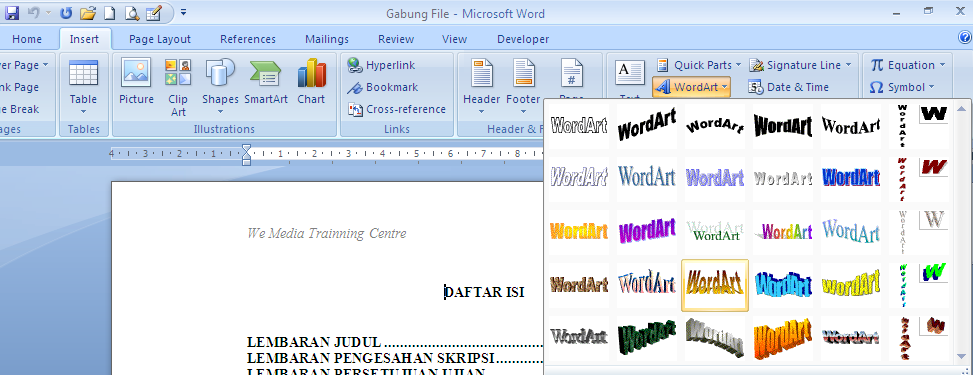 Gabung File - Microsoft Word
Home Insert Page Layout References Mailings Review View Developer
ver Page
nk Page
ge Break
ages
Table
Tables
Picture Clip Art Shapes SmartArt Chart
Illustrations
Hyperlink
Bookmark
Cross-reference
Links
Header Footer Page
Header & F
Text
Quick Parts
WordArt
Signature Line
Date & Time
Equation
Symbol
4 3 2 1 1 2 3 4 5 6 7 8
WordArt WordArt WordArt WordArt WordArt WordArt W
WordArt WordArt WordArt WordArt WordArt WordArt W
WordArt WordArt WordArt WordArt WordArt WordArt W
WordArt WordArt WordArt WordArt WordArt WordArt W
WordArt WordArt WordArt WordArt WordArt WordArt W
We Media Trainning Centre
DAFTAR ISI
LEMBARAN JUDUL
LEMBARAN PENGESAHAN SKRIPSI
LEMBARAN PERSETUJUAN UJIAN